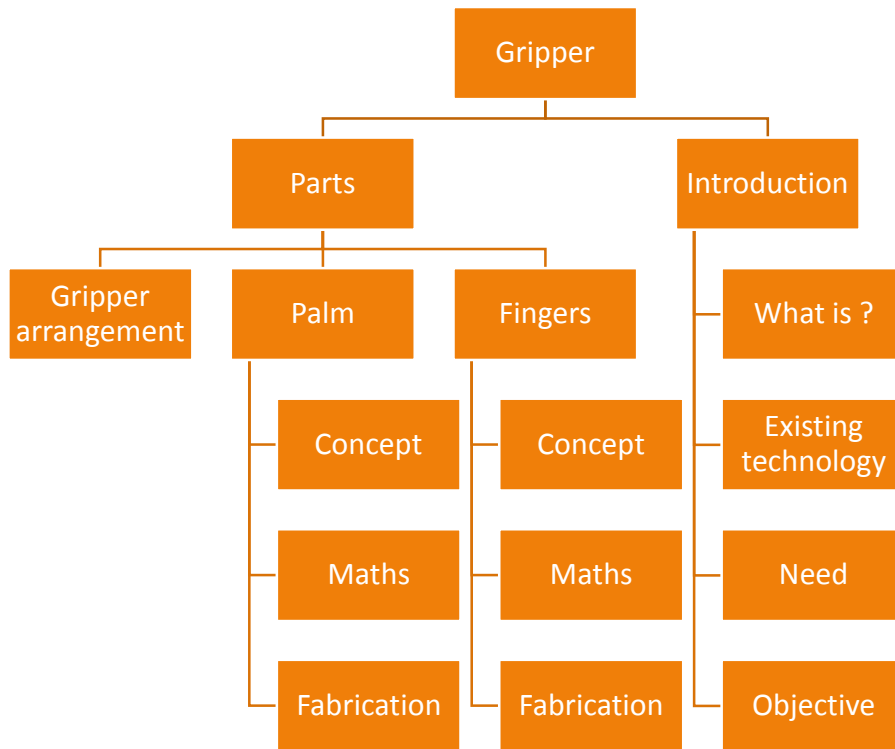 Gripper
Parts
Introduction
Gripper
arrangement
Palm
Fingers
What is ?
Concept
Concept
Existing
technology
Maths
Maths
Need
Fabrication
Fabrication
Objective